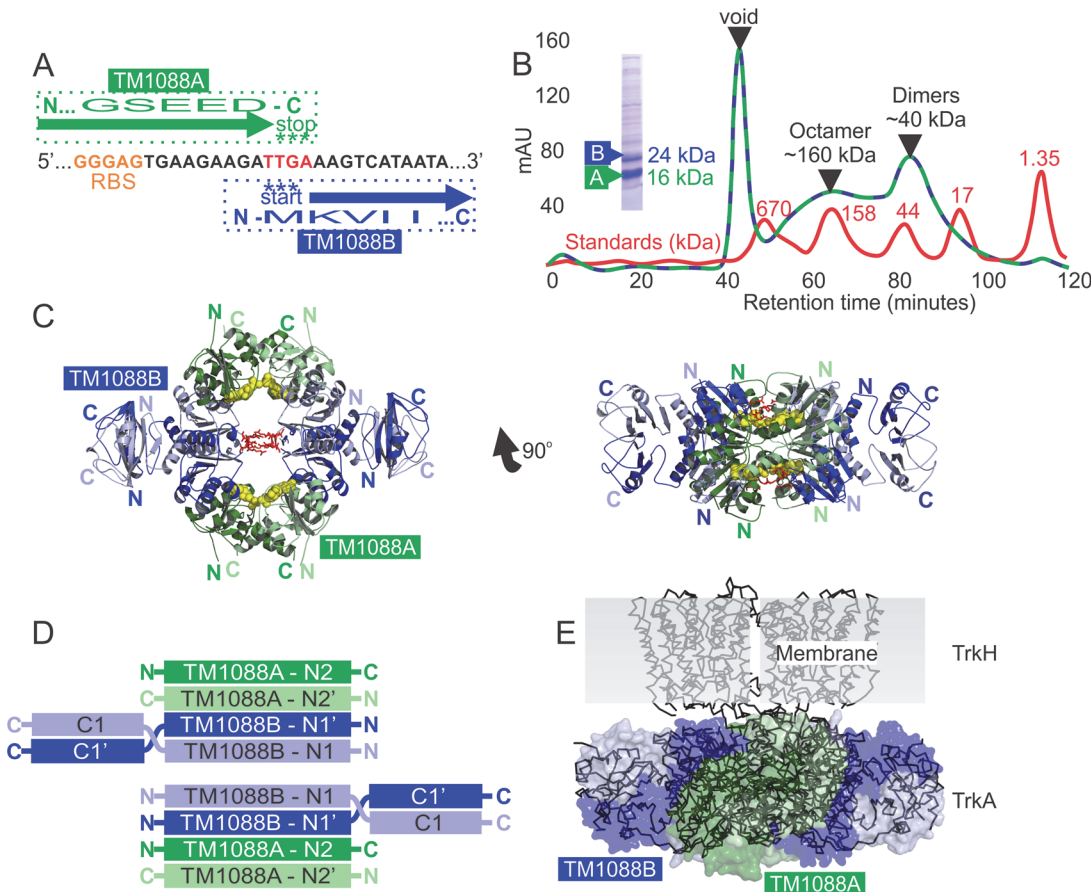 A
TM1088A
N... GSEED - C
stop
***
5'...GGGAGTGAAGAAGATTGAAAGTCATAATA...3'
RBS
***
start
N -MKVII ...C
TM1088B
B
160
120
80
40
mAU
void
Octamer
~160 kDa
Dimers
~40 kDa
B 24 kDa
A 16 kDa
670
158
44
17
1.35
Standards (kDa)
0 20 40 60 80 100 120
Retention time (minutes)
C
N C C N
TM1088B
C N N C
C N N C
TM1088A
N C C N
90°
N N N N N C
C N N N N C
D
N TM1088A - N2 C
C TM1088A - N2' N
C C1 TM1088B - N1' N
C C1' TM1088B - N1 N
N TM1088B - N1 C1' C
N TM1088B - N1' C1 C
N TM1088A - N2 C
C TM1088A - N2' N
E
Membrane
TrkH
TrkA
TM1088B
TM1088A